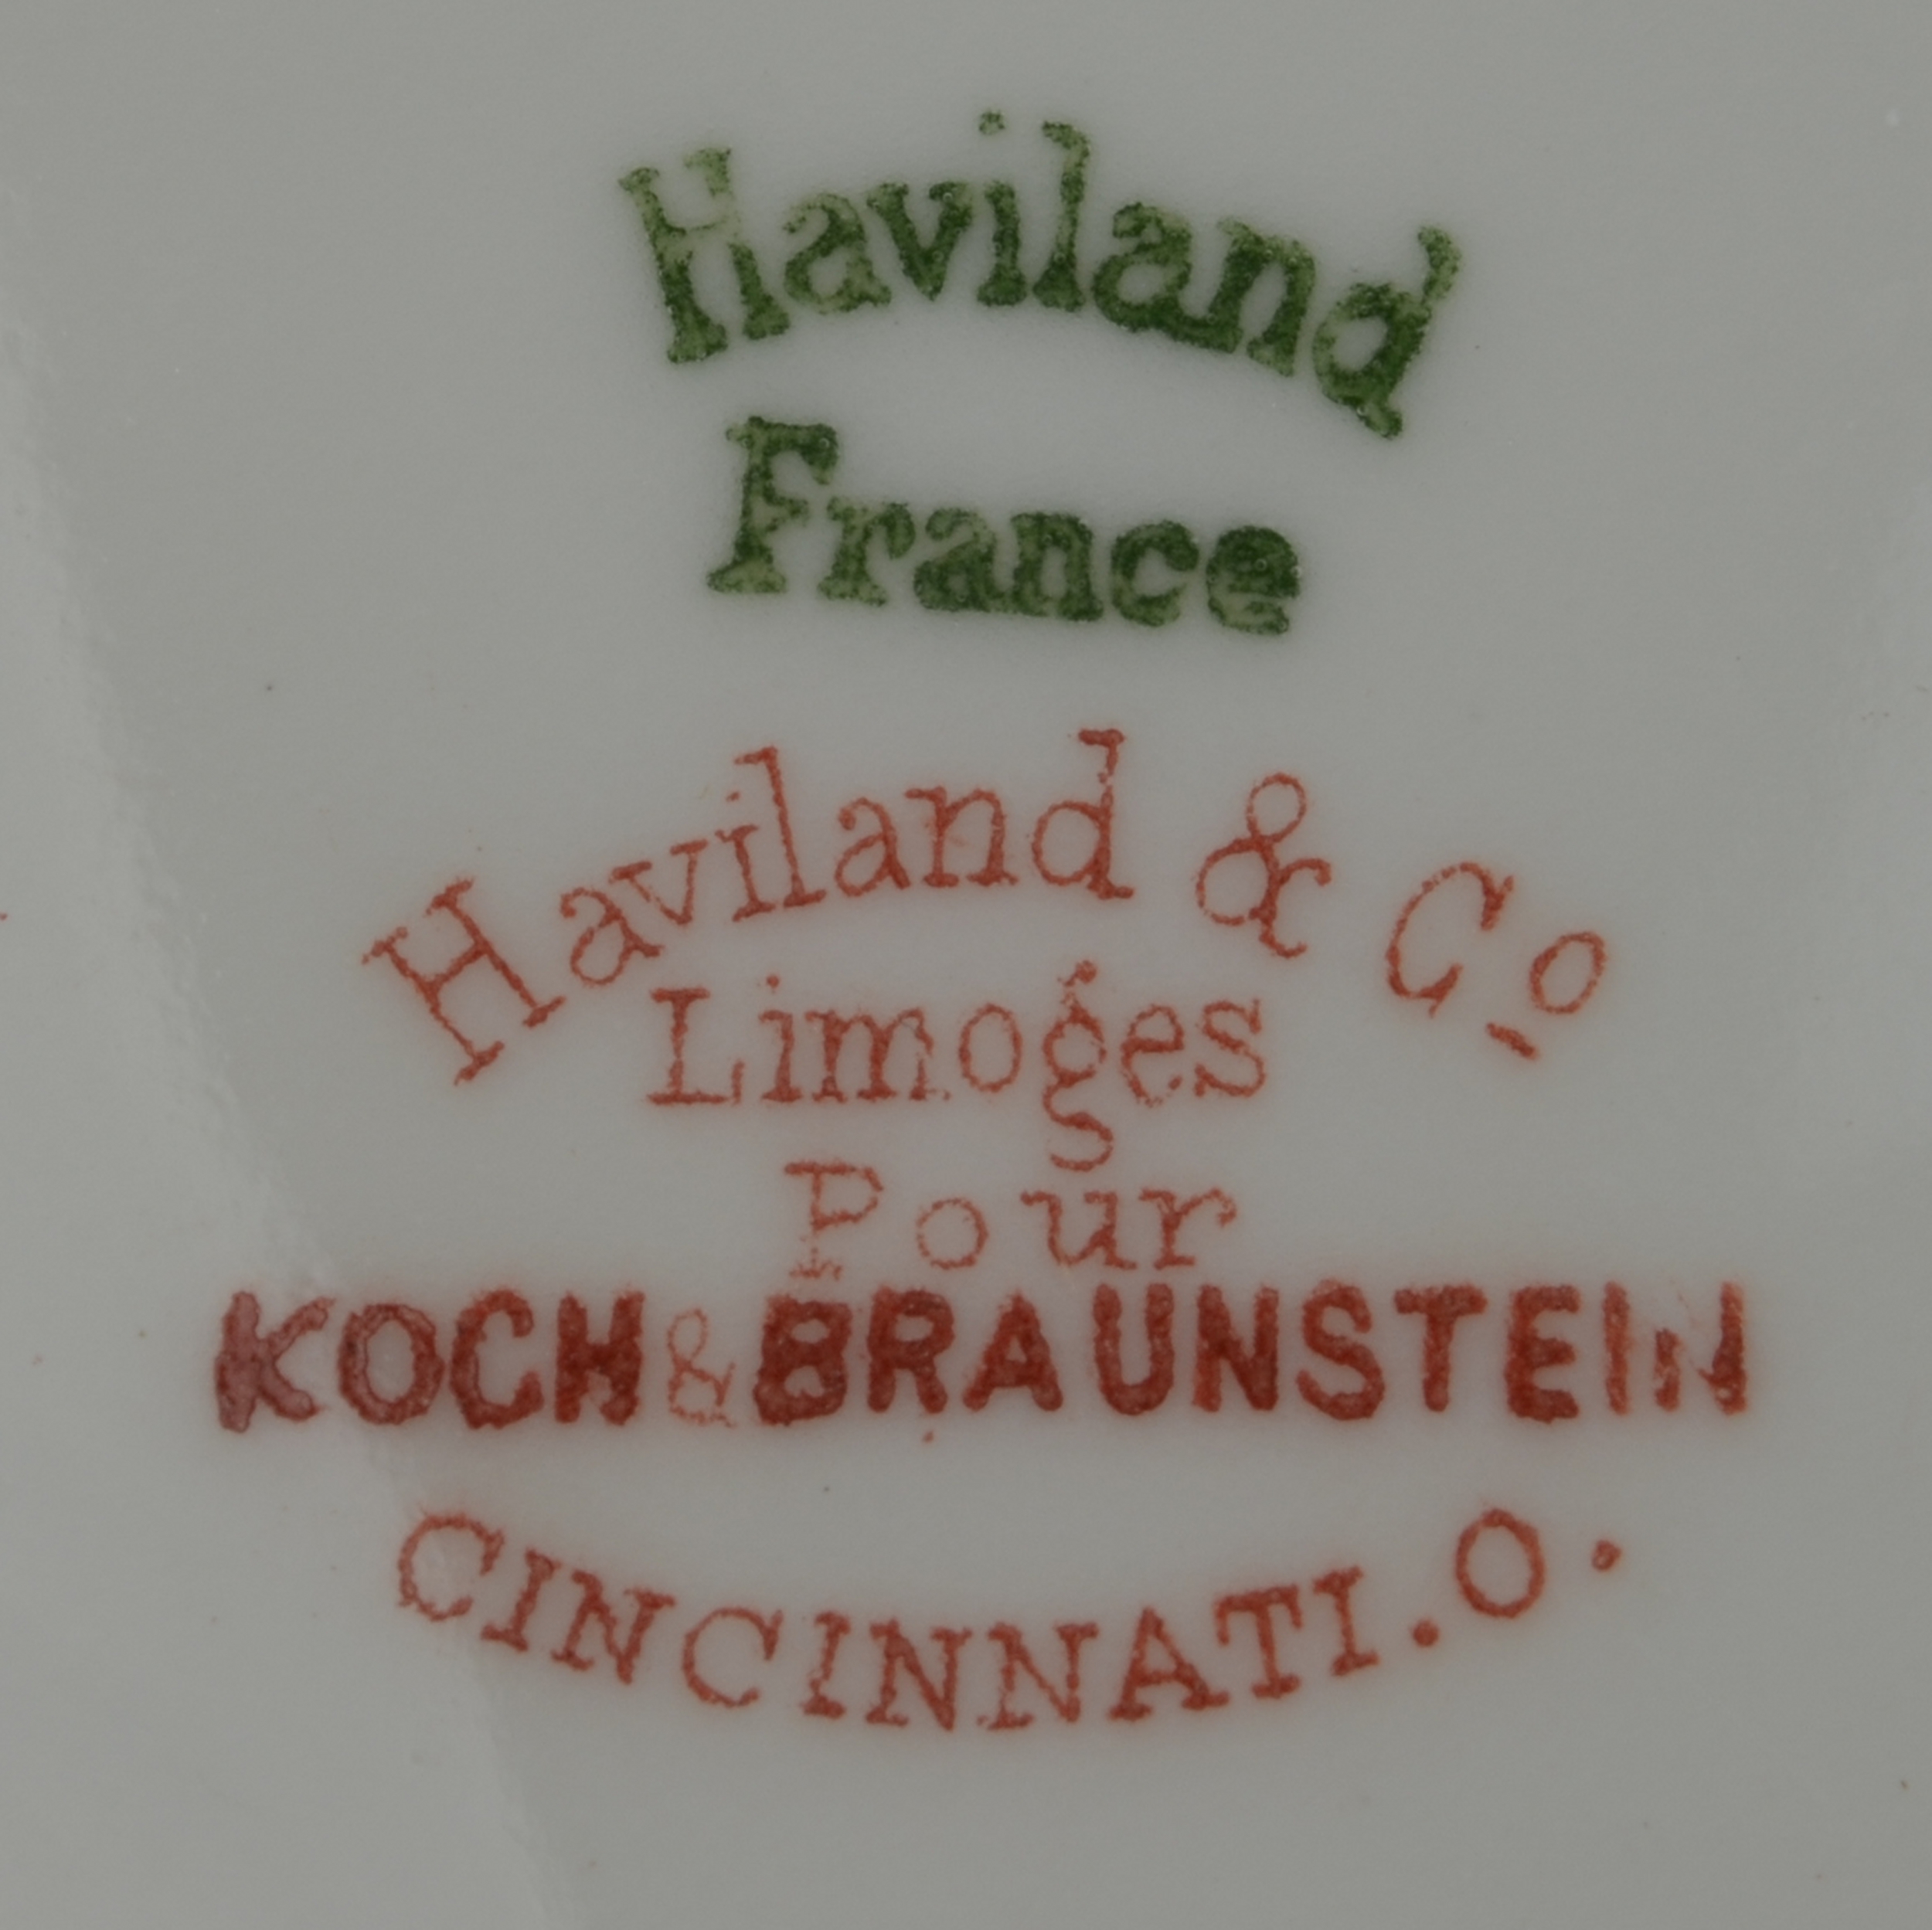 Haviland
France
Haviland & Co
Limoges
Pour
KOCH & BRAUNSTEIN
CINCINNATI.O.